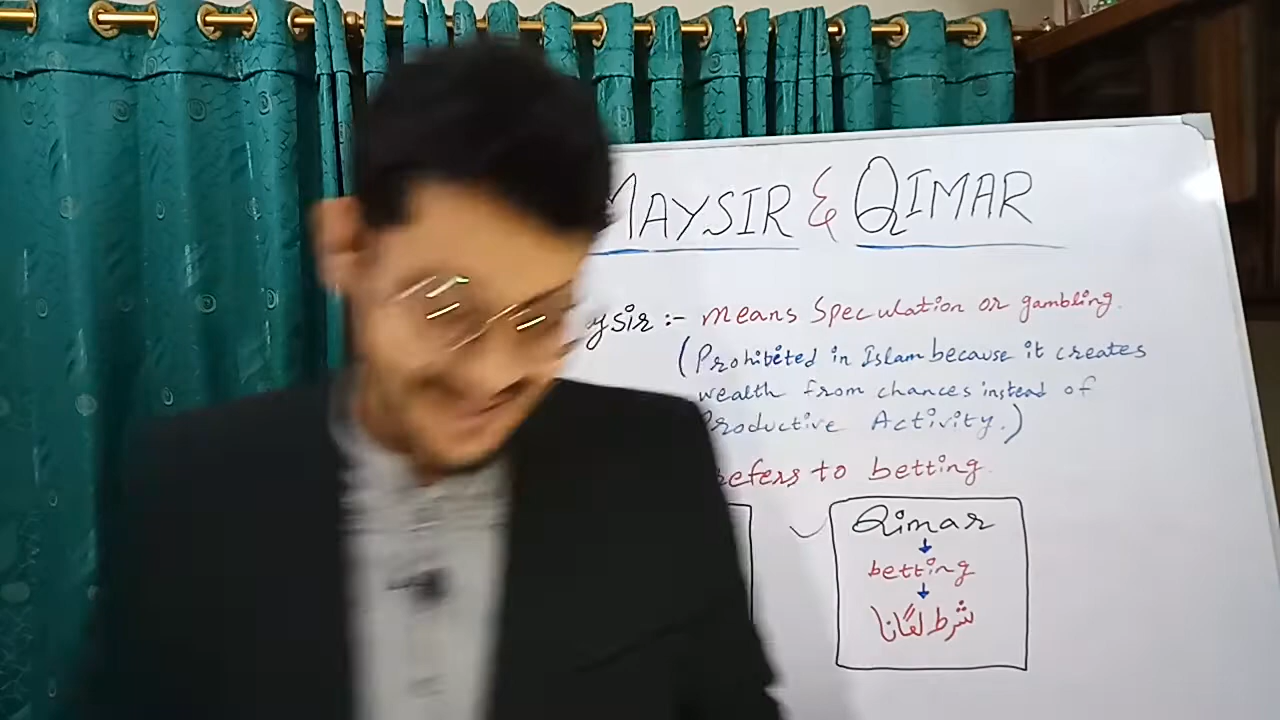 MAYSIR & QIMAR
ysir :- means Speculation or gambling.
(Prohibited in Islam because it creates
wealth from chances instead of
Productive Activity.)
refers to betting.
Qimar
betting
شرط لگانا